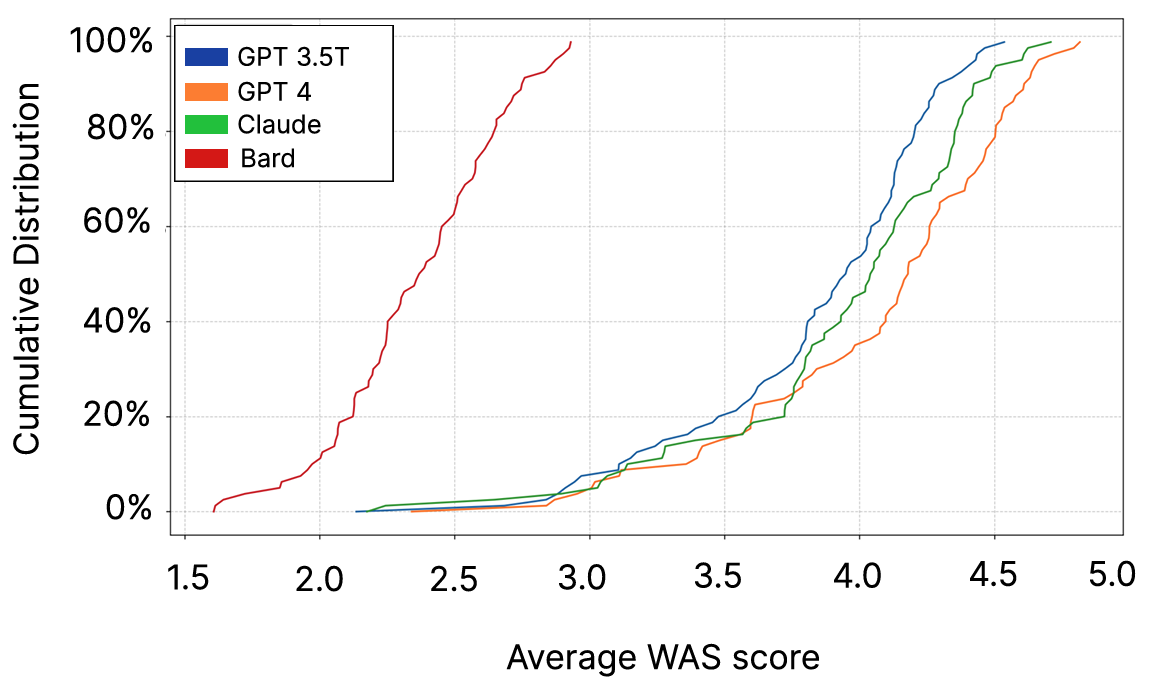 100%
80%
60%
40%
20%
0%
Cumulative Distribution
GPT 3.5T
GPT 4
Claude
Bard
1.5 2.0 2.5 3.0 3.5 4.0 4.5 5.0
Average WAS score